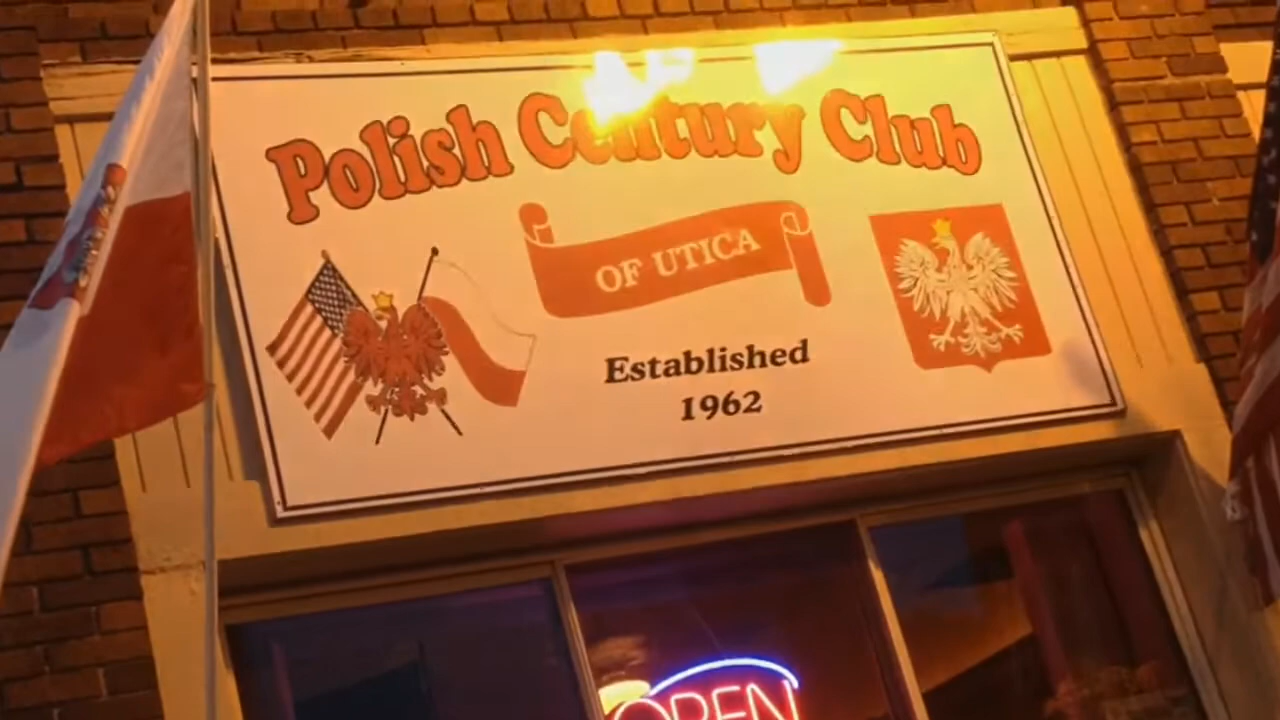 Polish Century Club
OF UTICA
Established
1962
OPEN